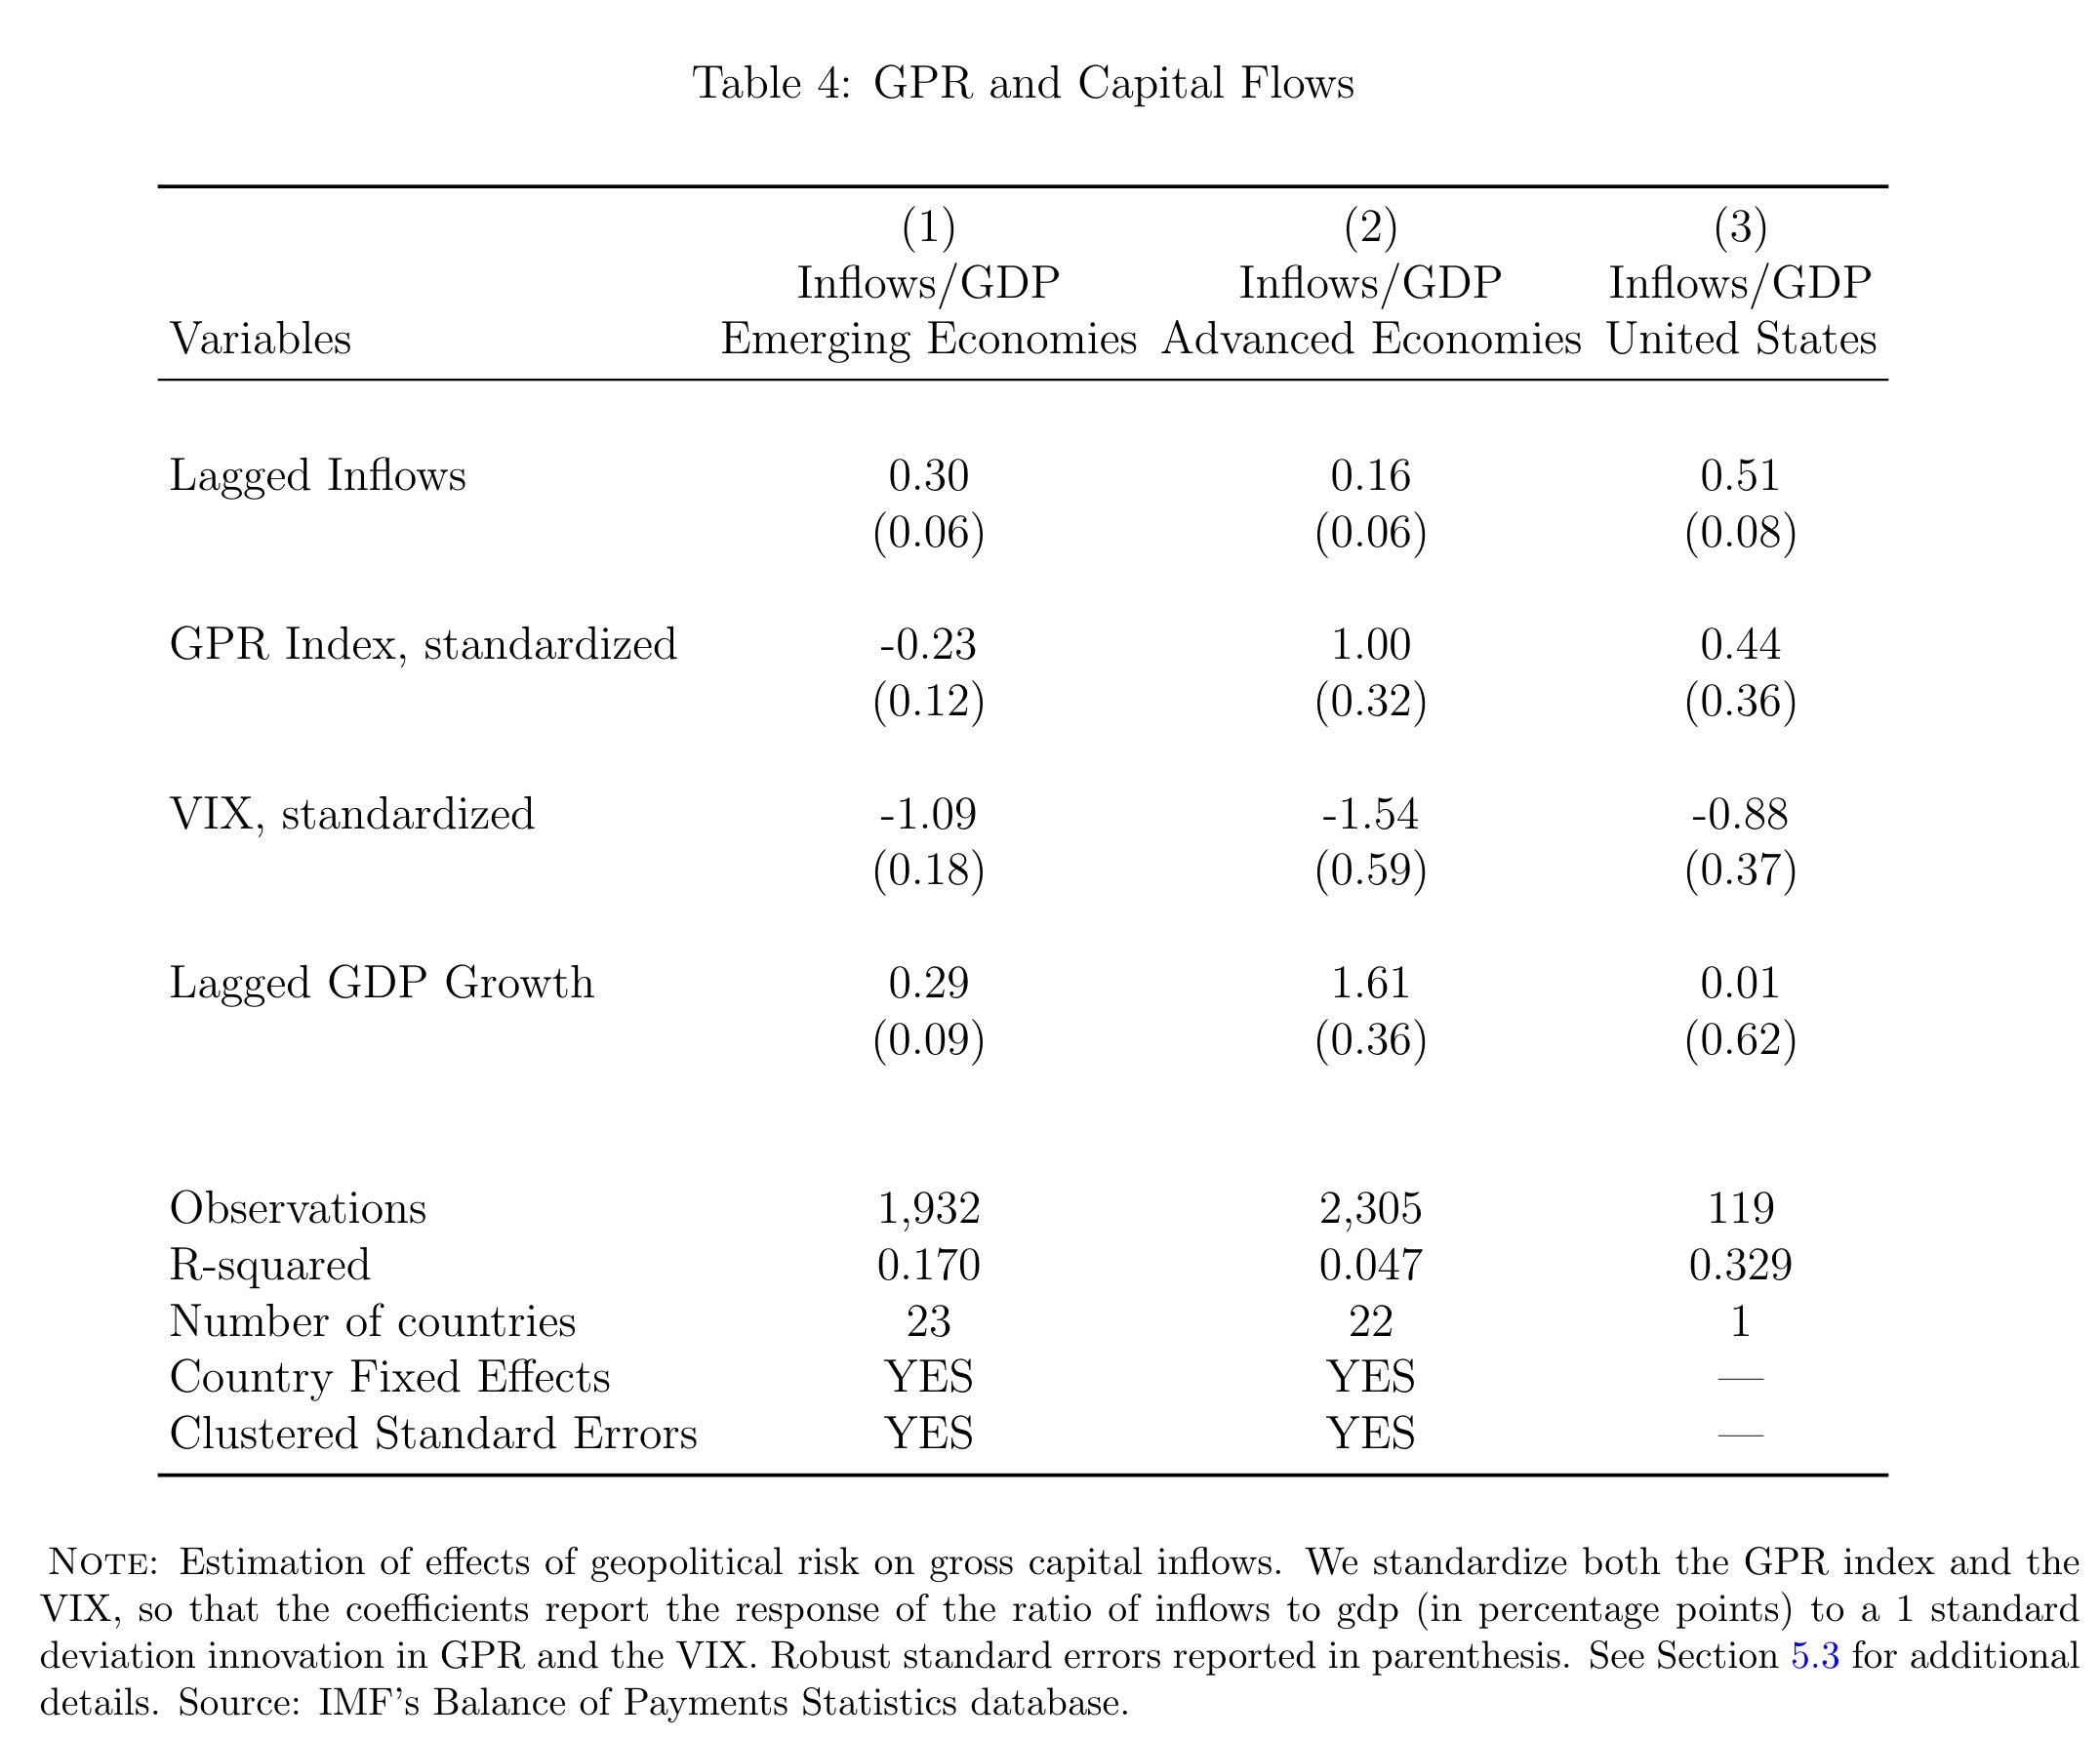 Table 4: GPR and Capital Flows
(1) (2) (3)
Inflows/GDP Inflows/GDP Inflows/GDP
Variables Emerging Economies Advanced Economies United States
Lagged Inflows 0.30 0.16 0.51
(0.06) (0.06) (0.08)
GPR Index, standardized -0.23 1.00 0.44
(0.12) (0.32) (0.36)
VIX, standardized -1.09 -1.54 -0.88
(0.18) (0.59) (0.37)
Lagged GDP Growth 0.29 1.61 0.01
(0.09) (0.36) (0.62)
Observations 1,932 2,305 119
R-squared 0.170 0.047 0.329
Number of countries 23 22 1
Country Fixed Effects YES YES —
Clustered Standard Errors YES YES —
NOTE: Estimation of effects of geopolitical risk on gross capital inflows. We standardize both the GPR index and the
VIX, so that the coefficients report the response of the ratio of inflows to gdp (in percentage points) to a 1 standard
deviation innovation in GPR and the VIX. Robust standard errors reported in parenthesis. See Section 5.3 for additional
details. Source: IMF's Balance of Payments Statistics database.